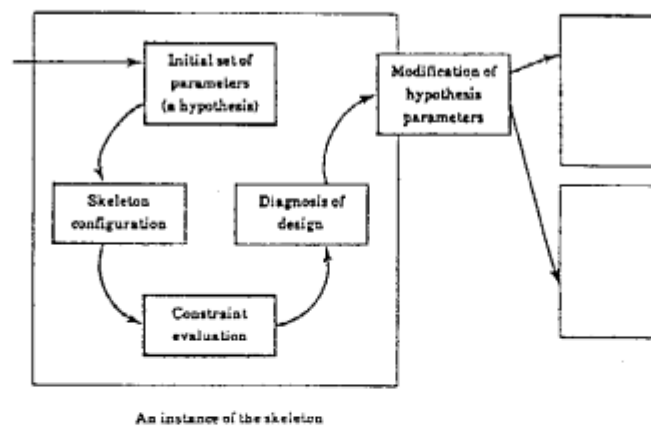 Initial set of
parameters
(a hypothesis)
Modification of
hypothesis
parameters
Skeleton
configuration
Diagnosis of
design
Constraint
evaluation
An instance of the skeleton